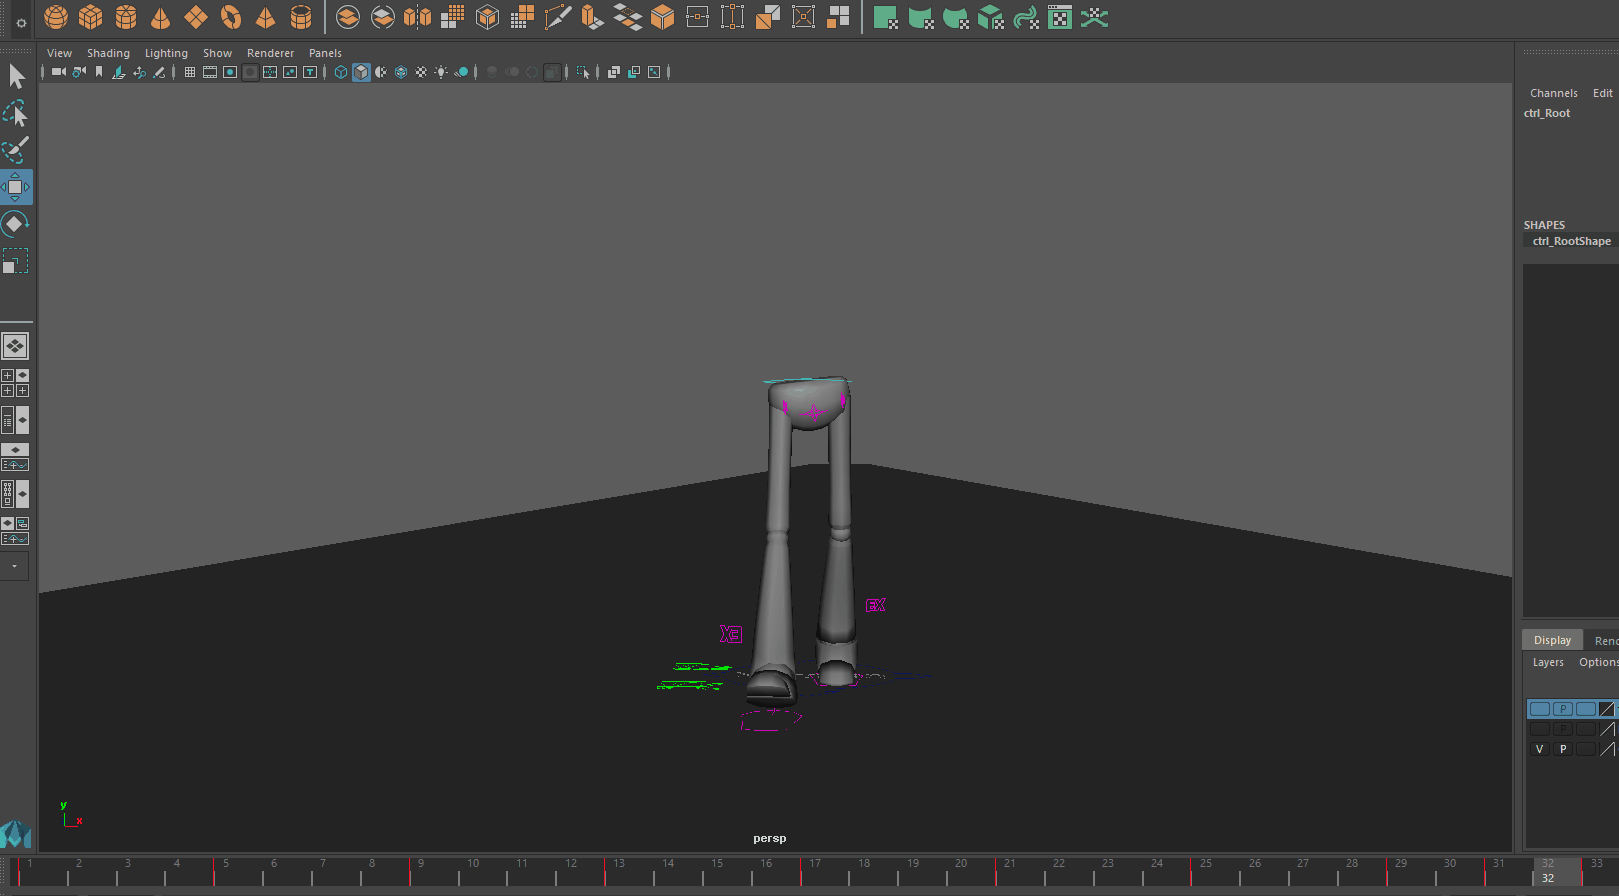 View Shading Lighting Show Renderer Panels
Channels Edit
ctrl_Root
SHAPES
ctrl_RootShape
EX
Display
Layers Options
P
P
V P
y
x
persp
1 2 3 4 5 6 7 8 9 10 11 12 13 14 15 16 17 18 19 20 21 22 23 24 25 26 27 28 29 30 31 32 33
32